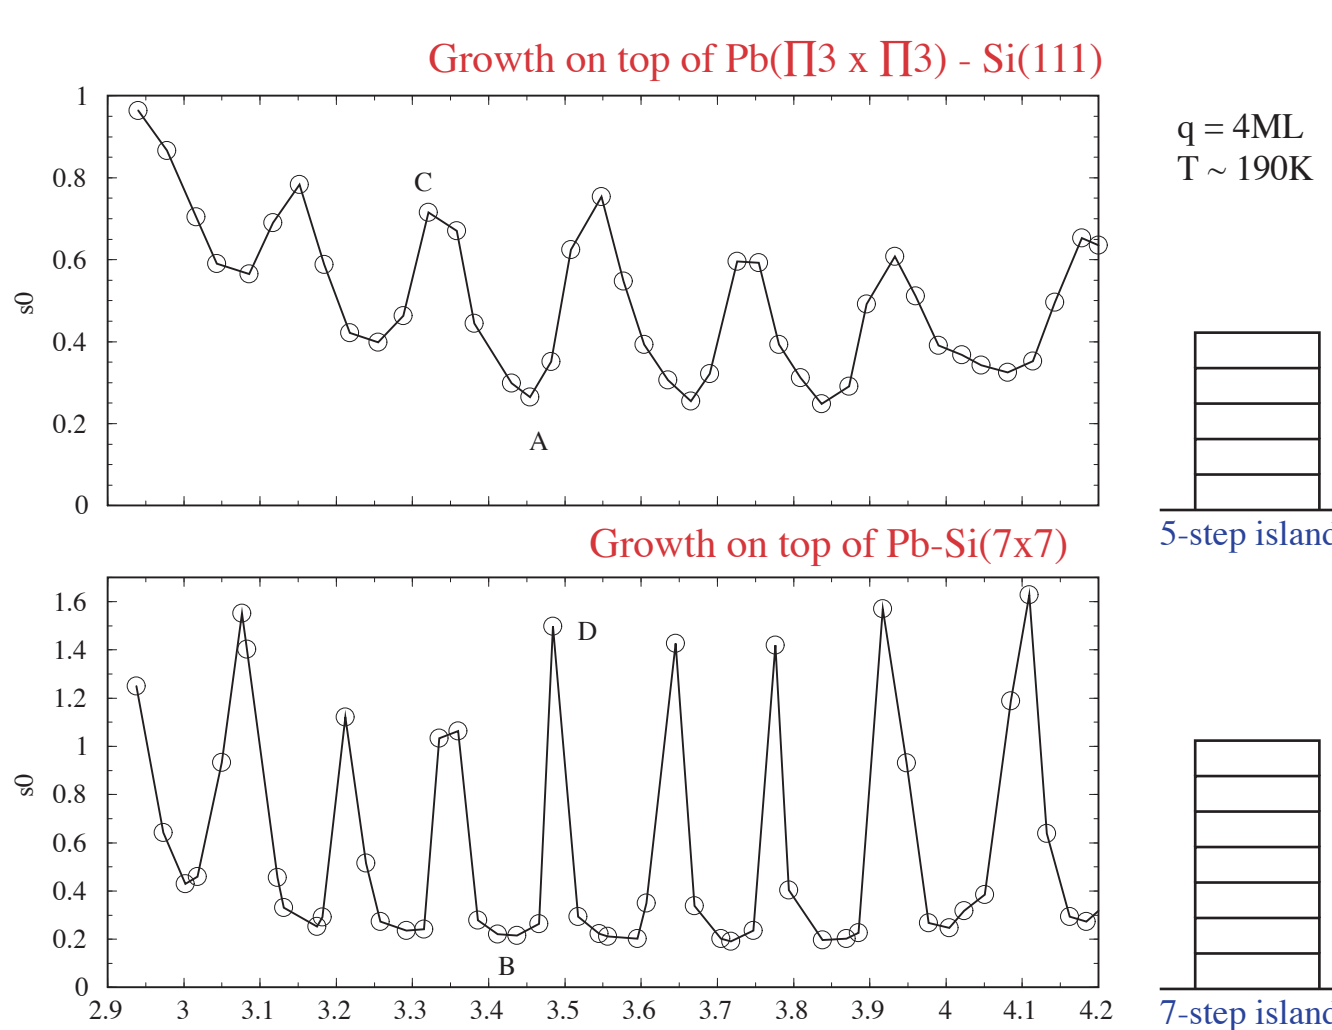 Growth on top of Pb(∏3 x ∏3) - Si(111)
1
0.8
0.6
0.4
0.2
0
s0
C
A
q = 4ML
T ~ 190K
5-step island
Growth on top of Pb-Si(7x7)
1.6
1.4
1.2
1
0.8
0.6
0.4
0.2
0
s0
D
B
2.9 3 3.1 3.2 3.3 3.4 3.5 3.6 3.7 3.8 3.9 4 4.1 4.2
7-step island